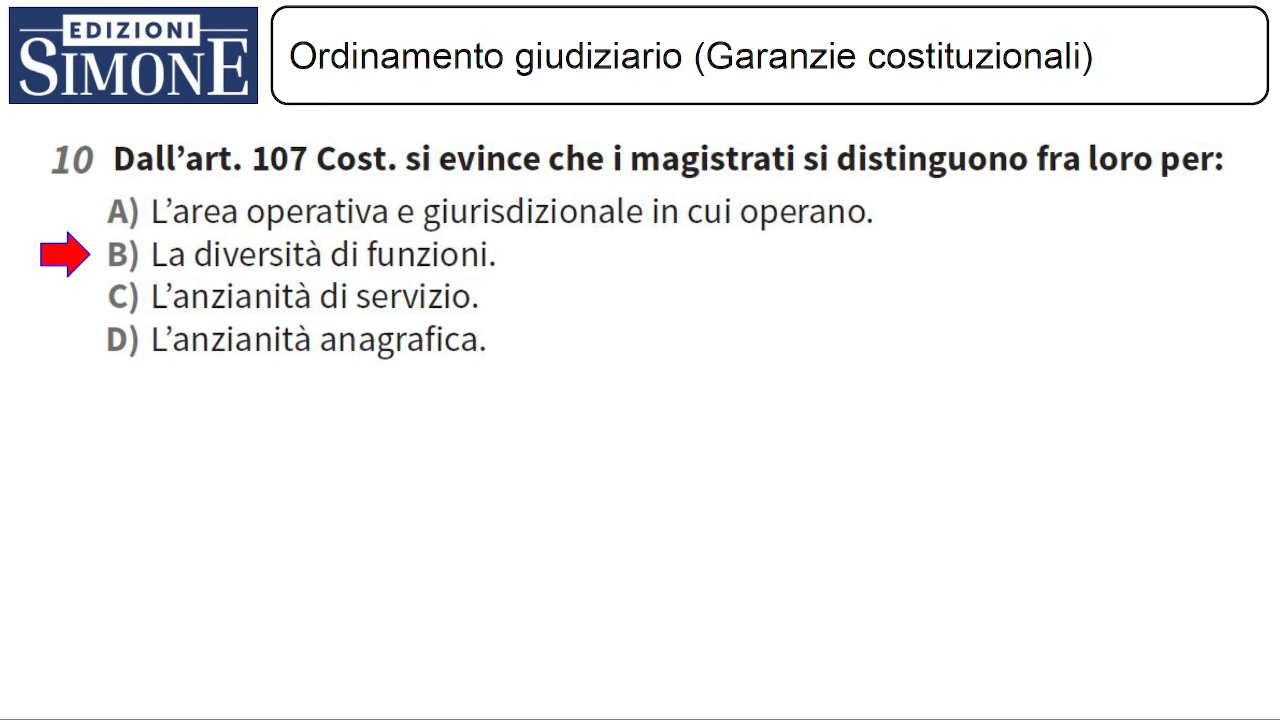 EDIZIONI
SIMONE
Ordinamento giudiziario (Garanzie costituzionali)
10 Dall’art. 107 Cost. si evince che i magistrati si distinguono fra loro per:
A) L’area operativa e giurisdizionale in cui operano.
B) La diversità di funzioni.
C) L’anzianità di servizio.
D) L’anzianità anagrafica.